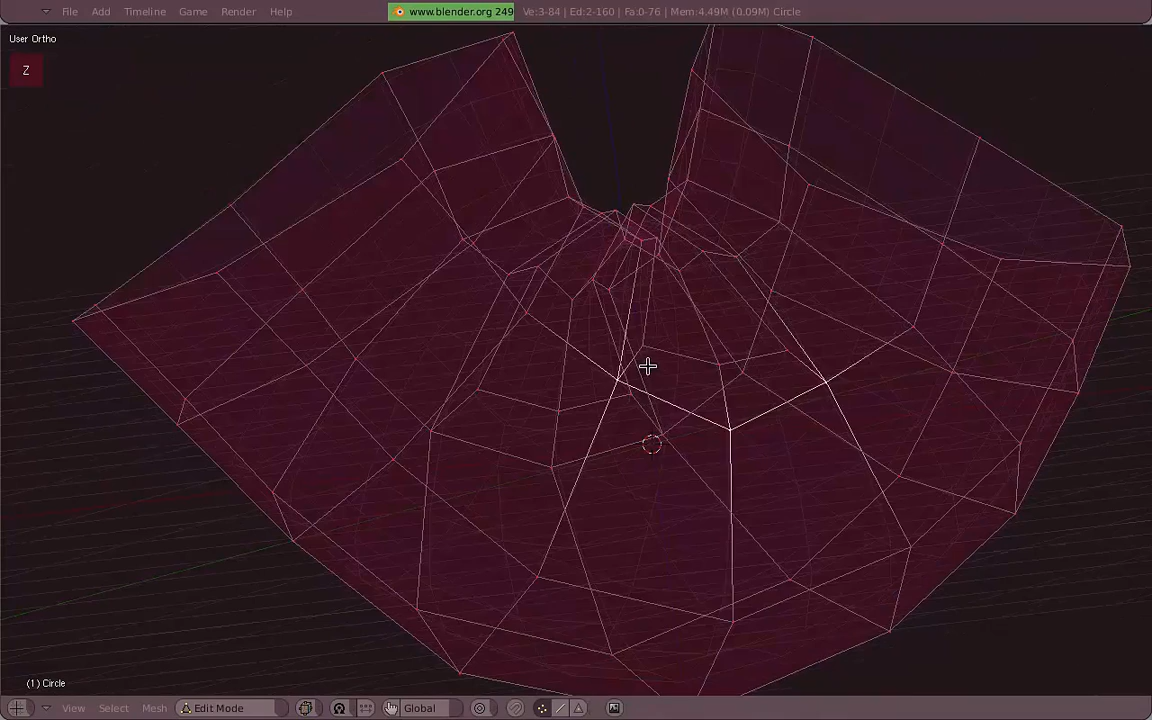 File Add Timeline Game Render Help www.blender.org 249 Ve:3-84 | Ed:2-160 | Fa:0-76 | Mem:4.49M (0.09M) Circle
User Ortho
Z
(1) Circle
View Select Mesh Edit Mode Global